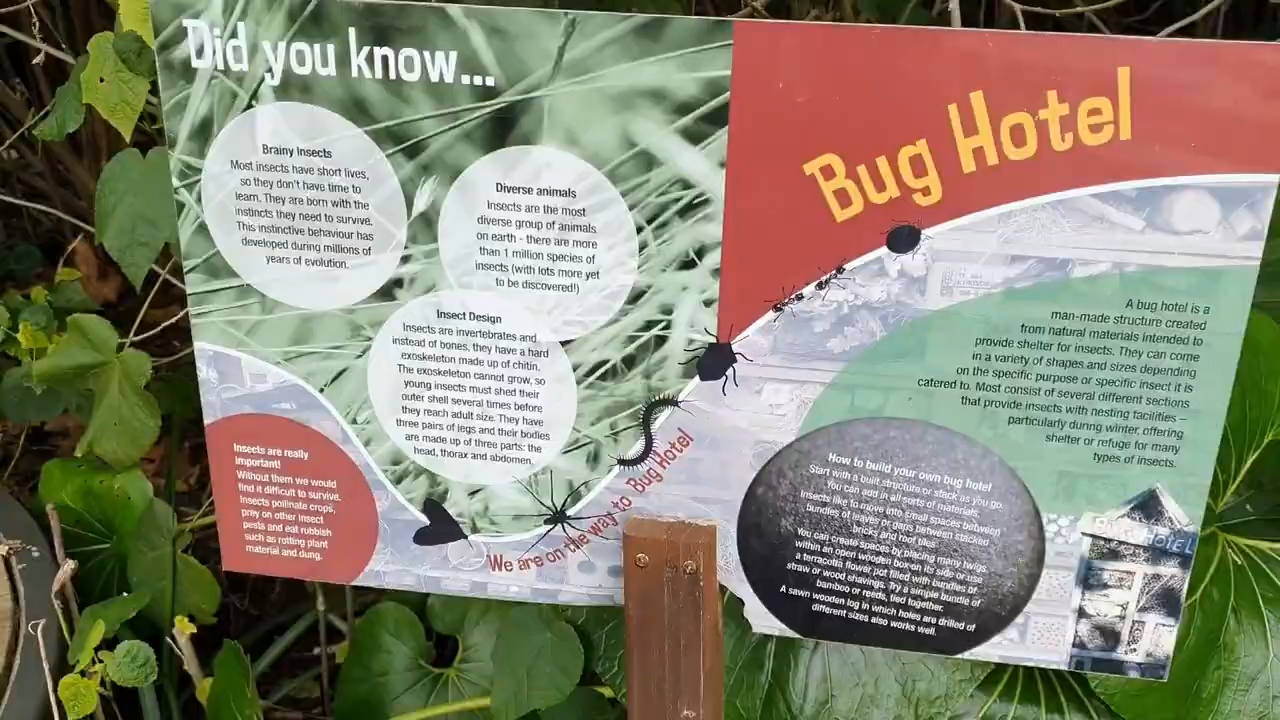 Did you know...
Brainy Insects
Most insects have short lives,
so they don't have time to
learn. They are born with the
instincts they need to survive.
This instinctive behaviour has
developed during millions of
years of evolution.
Diverse animals
Insects are the most
diverse group of animals
on earth - there are more
than 1 million species of
insects (with lots more yet
to be discovered!)
Insect Design
Insects are invertebrates and
instead of bones, they have a hard
exoskeleton made up of chitin.
The exoskeleton cannot grow, so
young insects must shed their
outer shell several times before
they reach adult size. They have
three pairs of legs and their bodies
are made up of three parts: the
head, thorax and abdomen.
Insects are really
important!
Without them we would
find it difficult to survive.
Insects pollinate crops,
prey on other insect
pests and eat rubbish
such as rotting plant
material and dung.
We are on the way to Bug Hotel
Bug Hotel
A bug hotel is a
man-made structure created
from natural materials intended to
provide shelter for insects. They can come
in a variety of shapes and sizes depending
on the specific purpose or specific insect it is
catered to. Most consist of several different sections
that provide insects with nesting facilities –
particularly during winter, offering
shelter or refuge for many
types of insects.
How to build your own bug hotel
Start with a built structure or stack as you go.
You can add in all sorts of materials.
Insects like to move into small spaces between
bundles of leaves or gaps between stacked
bricks and roof tiles.
You can create spaces by placing many twigs
within an open wooden box on its side or use
a terracotta flower pot filled with bundles of
straw or wood shavings. Try a simple bundle of
bamboo or reeds, tied together.
A sawn wooden log in which holes are drilled of
different sizes also works well.
BUG HOTEL